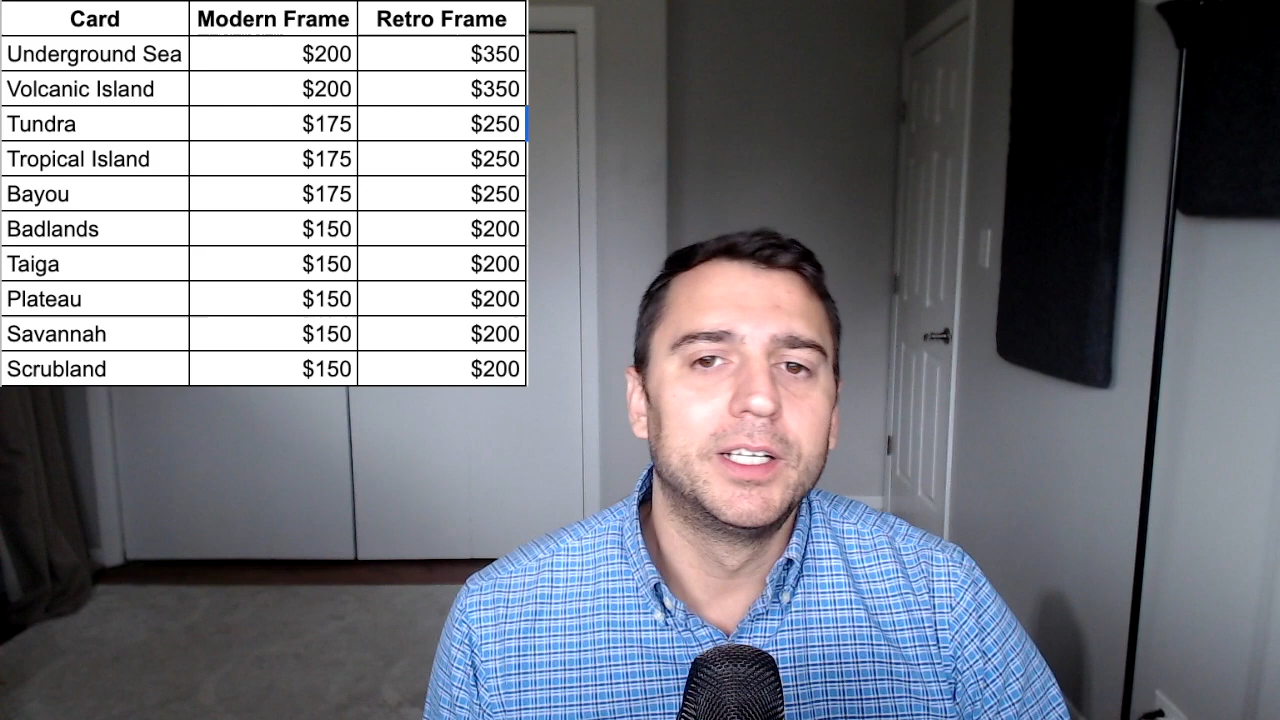 Card Modern Frame Retro Frame
Underground Sea $200 $350
Volcanic Island $200 $350
Tundra $175 $250
Tropical Island $175 $250
Bayou $175 $250
Badlands $150 $200
Taiga $150 $200
Plateau $150 $200
Savannah $150 $200
Scrubland $150 $200